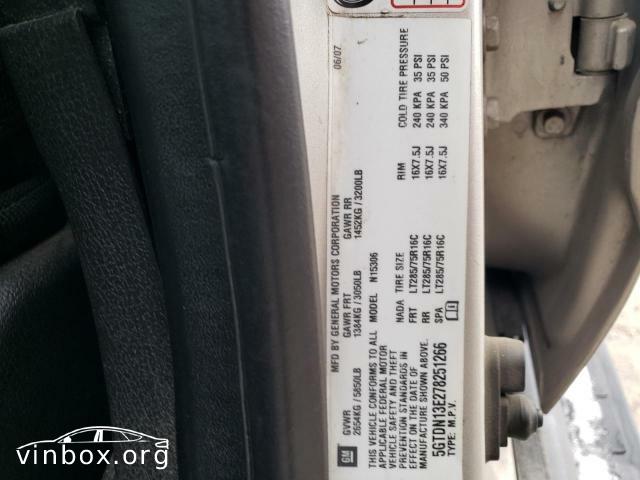 GM
MFD BY GENERAL MOTORS CORPORATION
06/07
GVWR GAWR FRT GAWR RR
2654KG / 5850LB 1384KG / 3050LB 1452KG / 3200LB
THIS VEHICLE CONFORMS TO ALL
APPLICABLE FEDERAL MOTOR
VEHICLE SAFETY AND THEFT
PREVENTION STANDARDS IN
EFFECT ON THE DATE OF
MANUFACTURE SHOWN ABOVE.
5GTDN13E278251266
TYPE: M.P.V.
MODEL N15306
NADA TIRE SIZE RIM COLD TIRE PRESSURE
FRT LT285/75R16C 16X7.5J 240 KPA 35 PSI
RR LT285/75R16C 16X7.5J 240 KPA 35 PSI
SPA LT285/75R16C 16X7.5J 340 KPA 50 PSI
vinbox.org